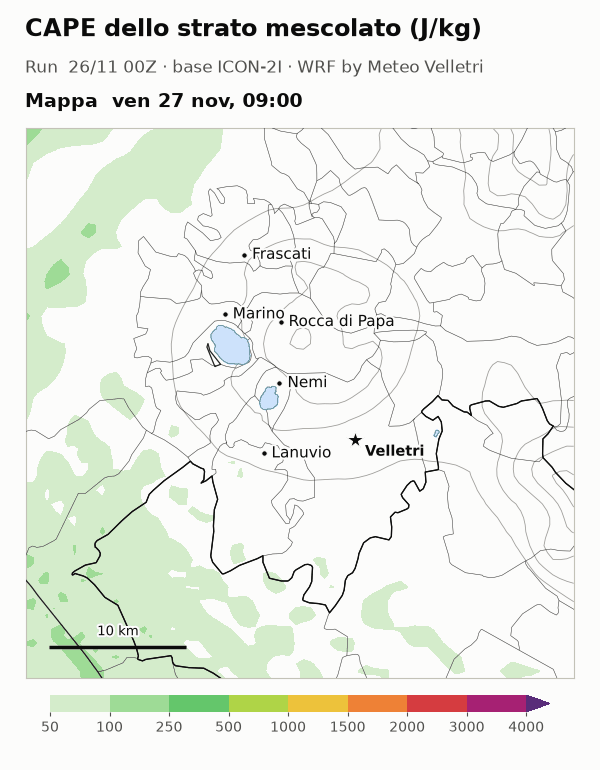 CAPE dello strato mescolato (J/kg)
Run  26/11 00Z · base ICON-2I · WRF by Meteo Velletri
Mappa  ven 27 nov, 09:00
Frascati
Marino
Rocca di Papa
Nemi
Velletri
Lanuvio
10 km
50 100 250 500 1000 1500 2000 3000 4000